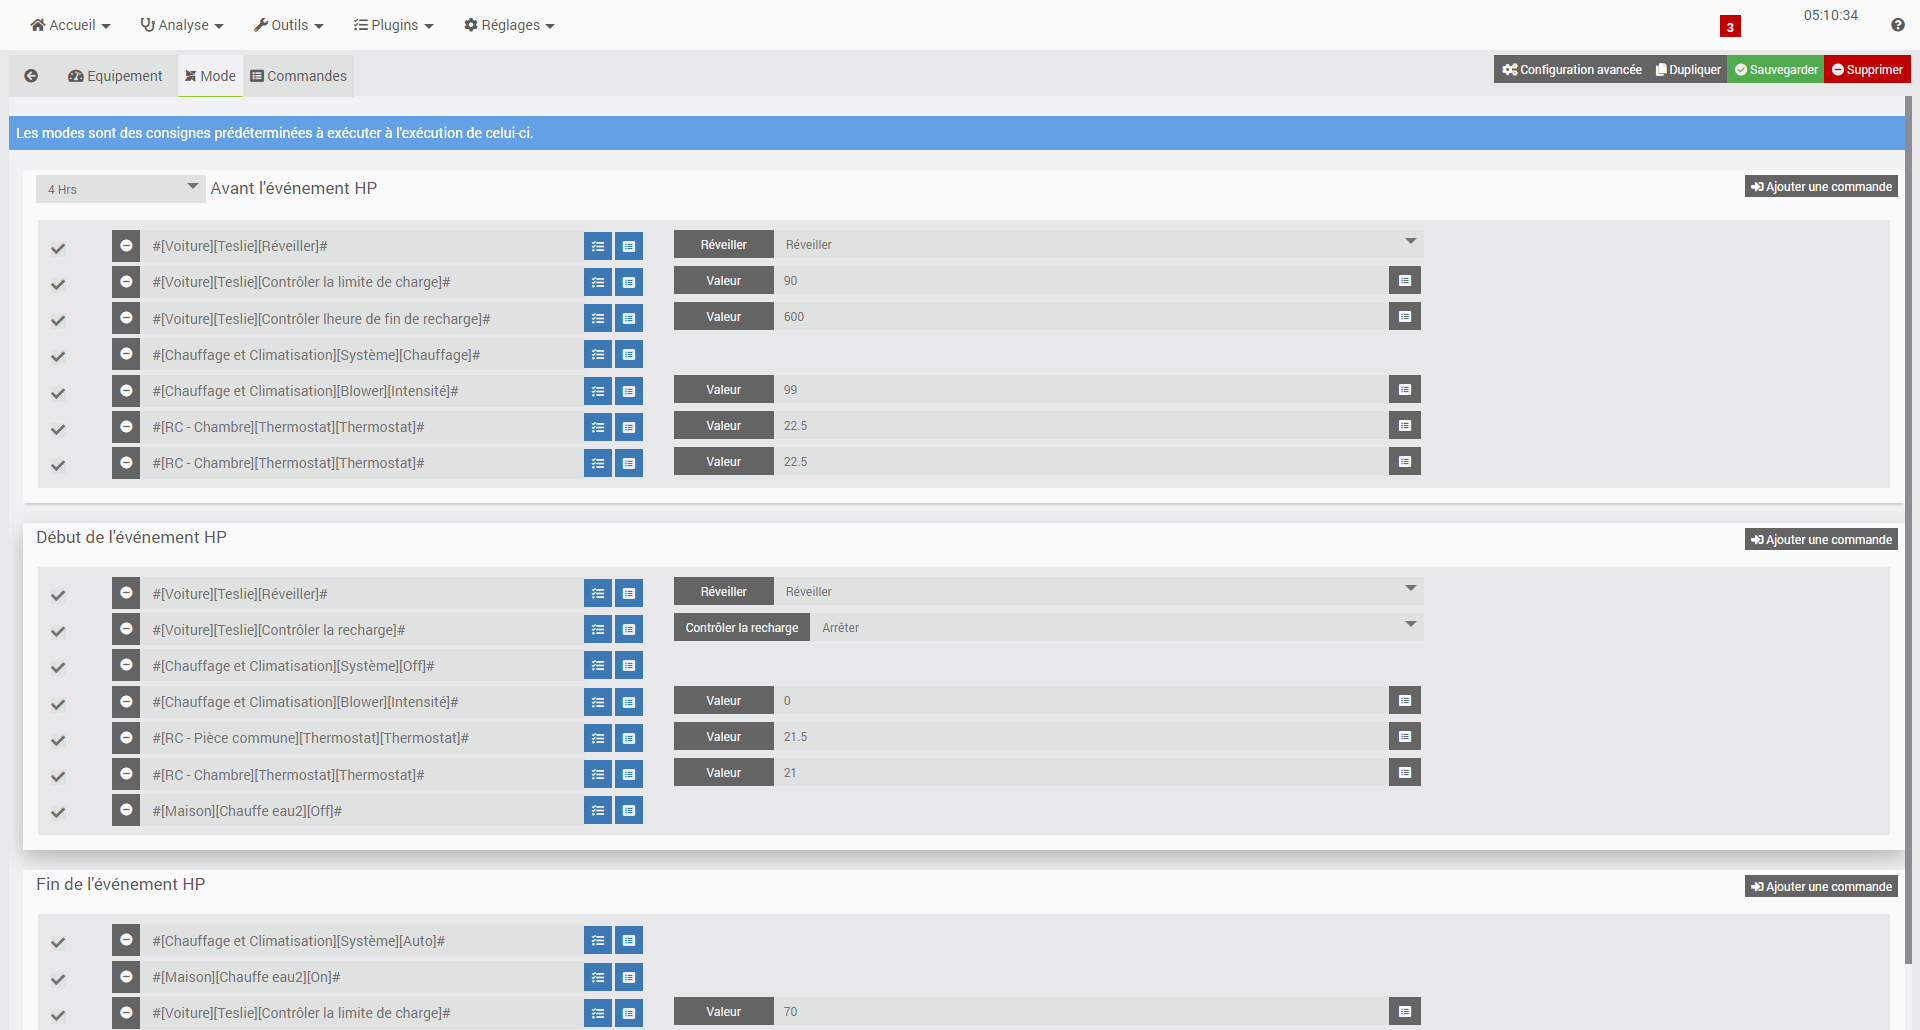 Accueil Analyse Outils Plugins Réglages 3 05:10:34
Equipement Mode Commandes Configuration avancée Dupliquer Sauvegarder Supprimer
Les modes sont des consignes prédéterminées à exécuter à l'exécution de celui-ci.
4 Hrs Avant l'événement HP Ajouter une commande
#[Voiture][Teslie][Réveiller]# Réveiller Réveiller
#[Voiture][Teslie][Contrôler la limite de charge]# Valeur 90
#[Voiture][Teslie][Contrôler lheure de fin de recharge]# Valeur 600
#[Chauffage et Climatisation][Système][Chauffage]#
#[Chauffage et Climatisation][Blower][Intensité]# Valeur 99
#[RC - Chambre][Thermostat][Thermostat]# Valeur 22.5
#[RC - Chambre][Thermostat][Thermostat]# Valeur 22.5
Début de l'événement HP Ajouter une commande
#[Voiture][Teslie][Réveiller]# Réveiller Réveiller
#[Voiture][Teslie][Contrôler la recharge]# Contrôler la recharge Arrêter
#[Chauffage et Climatisation][Système][Off]#
#[Chauffage et Climatisation][Blower][Intensité]# Valeur 0
#[RC - Pièce commune][Thermostat][Thermostat]# Valeur 21.5
#[RC - Chambre][Thermostat][Thermostat]# Valeur 21
#[Maison][Chauffe eau2][Off]#
Fin de l'événement HP Ajouter une commande
#[Chauffage et Climatisation][Système][Auto]#
#[Maison][Chauffe eau2][On]#
#[Voiture][Teslie][Contrôler la limite de charge]# Valeur 70